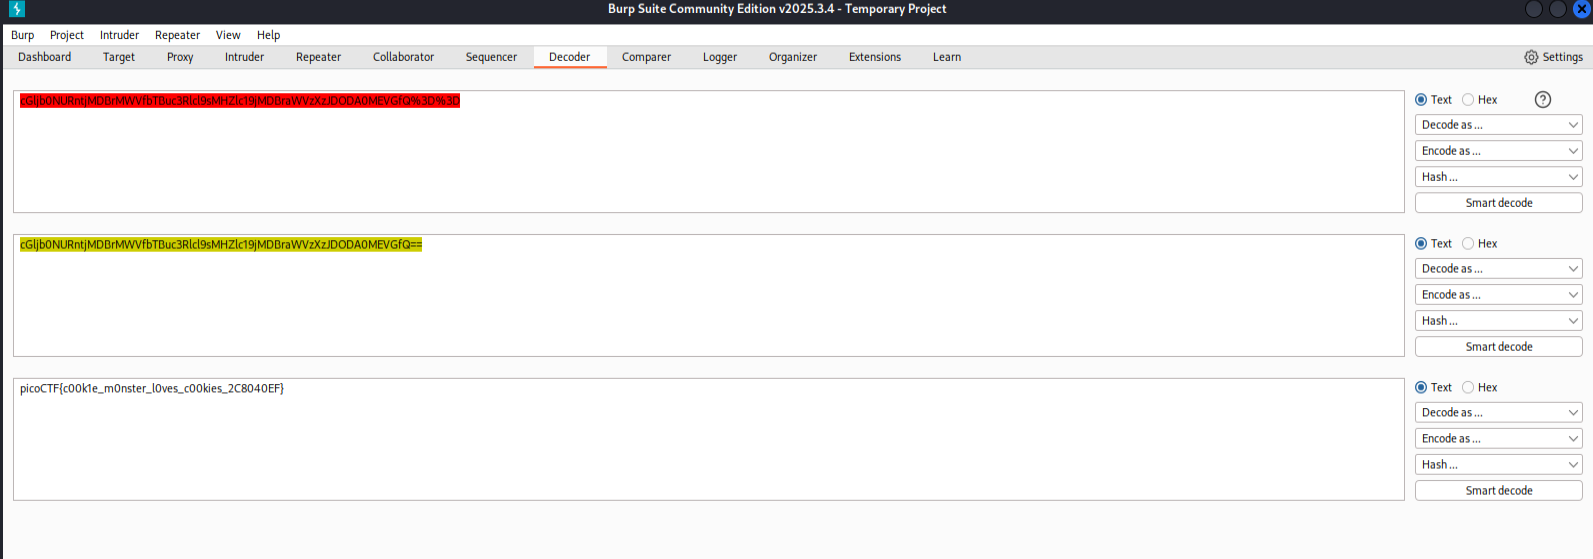 Burp Suite Community Edition v2025.3.4 - Temporary Project
Burp Project Intruder Repeater View Help
Dashboard Target Proxy Intruder Repeater Collaborator Sequencer Decoder Comparer Logger Organizer Extensions Learn Settings
cGljb0NURntjMDBrMWVfbTBuc3Rlcl9sMHZlc19jMDBraWVzXzJDODA0MEVGfQ%3D%3D
Text Hex ?
Decode as ...
Encode as ...
Hash ...
Smart decode
cGljb0NURntjMDBrMWVfbTBuc3Rlcl9sMHZlc19jMDBraWVzXzJDODA0MEVGfQ==
Text Hex
Decode as ...
Encode as ...
Hash ...
Smart decode
picoCTF{c00k1e_m0nster_l0ves_c00kies_2C8040EF}
Text Hex
Decode as ...
Encode as ...
Hash ...
Smart decode